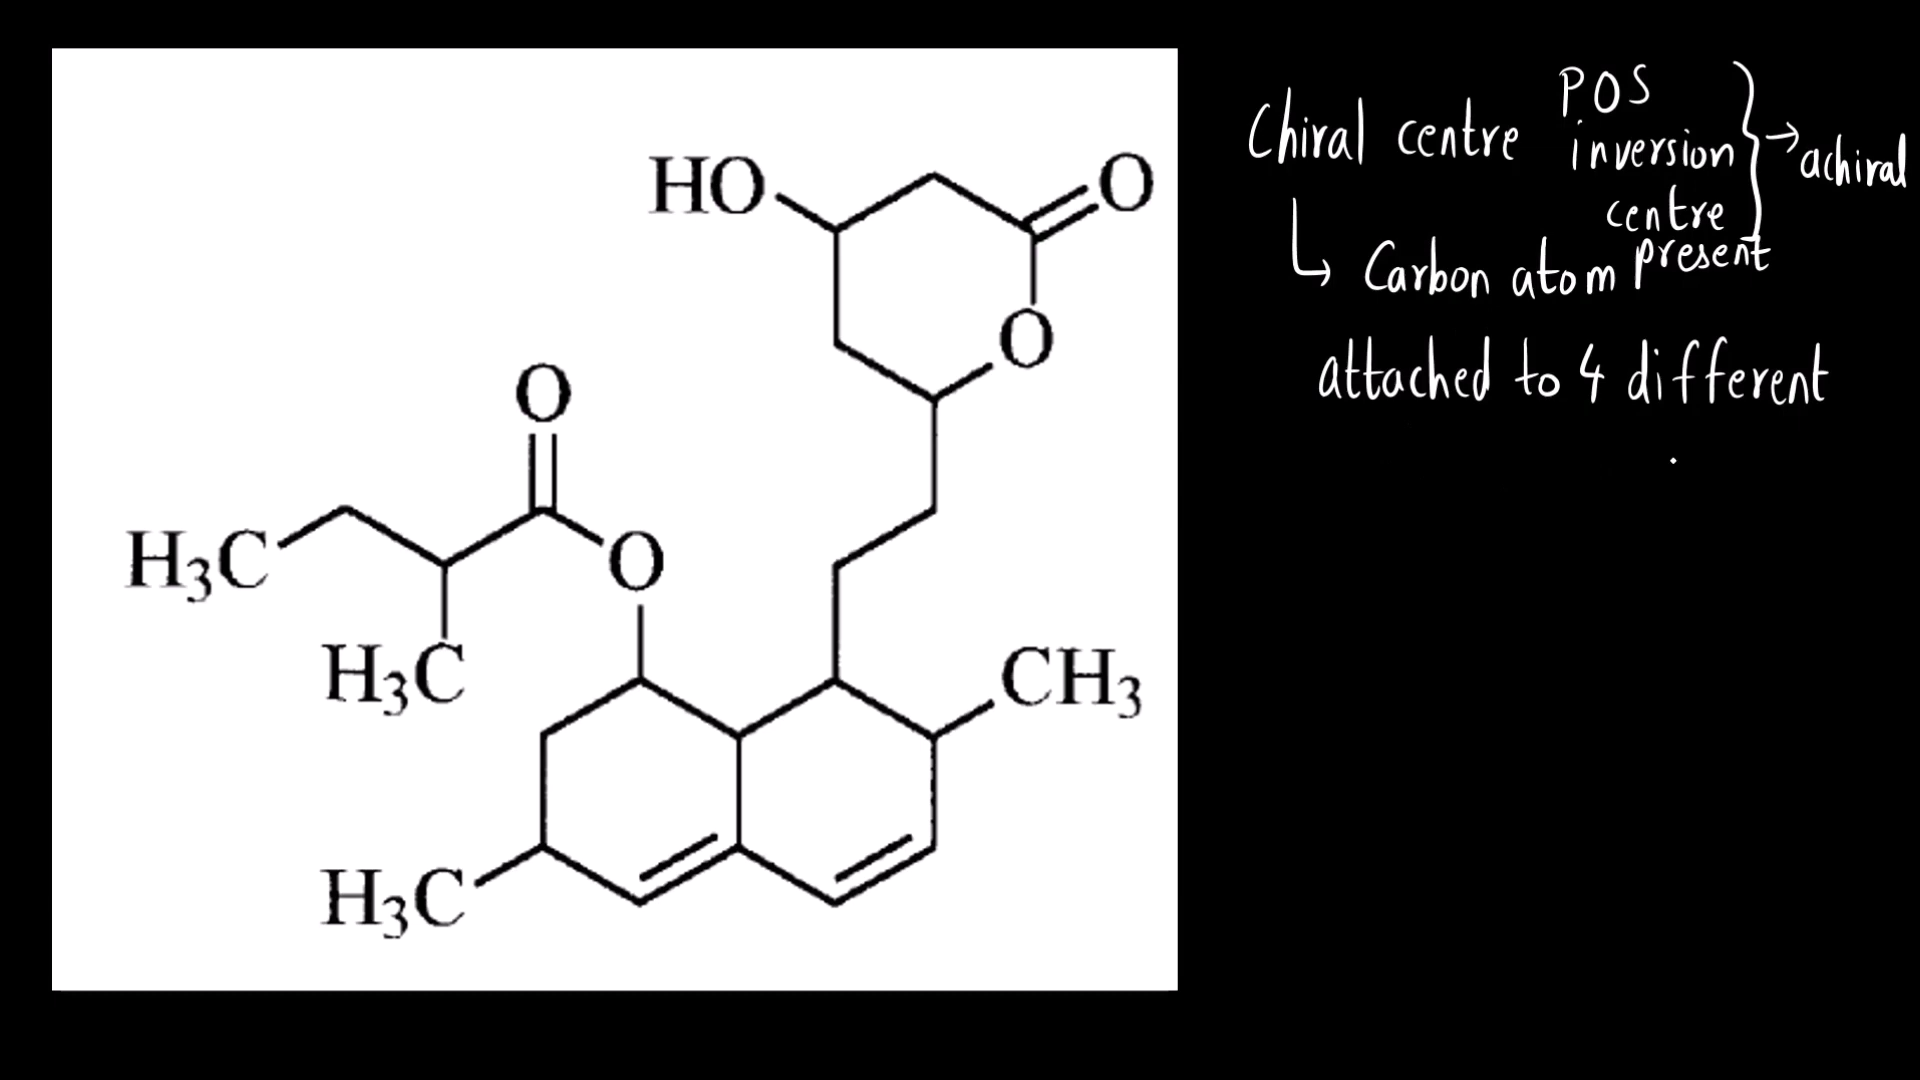 HO
O
O
O
H3C
O
H3C
CH3
H3C
Chiral centre
POS
inversion
centre
present
→ achiral
↳ Carbon atom
attached to 4 different